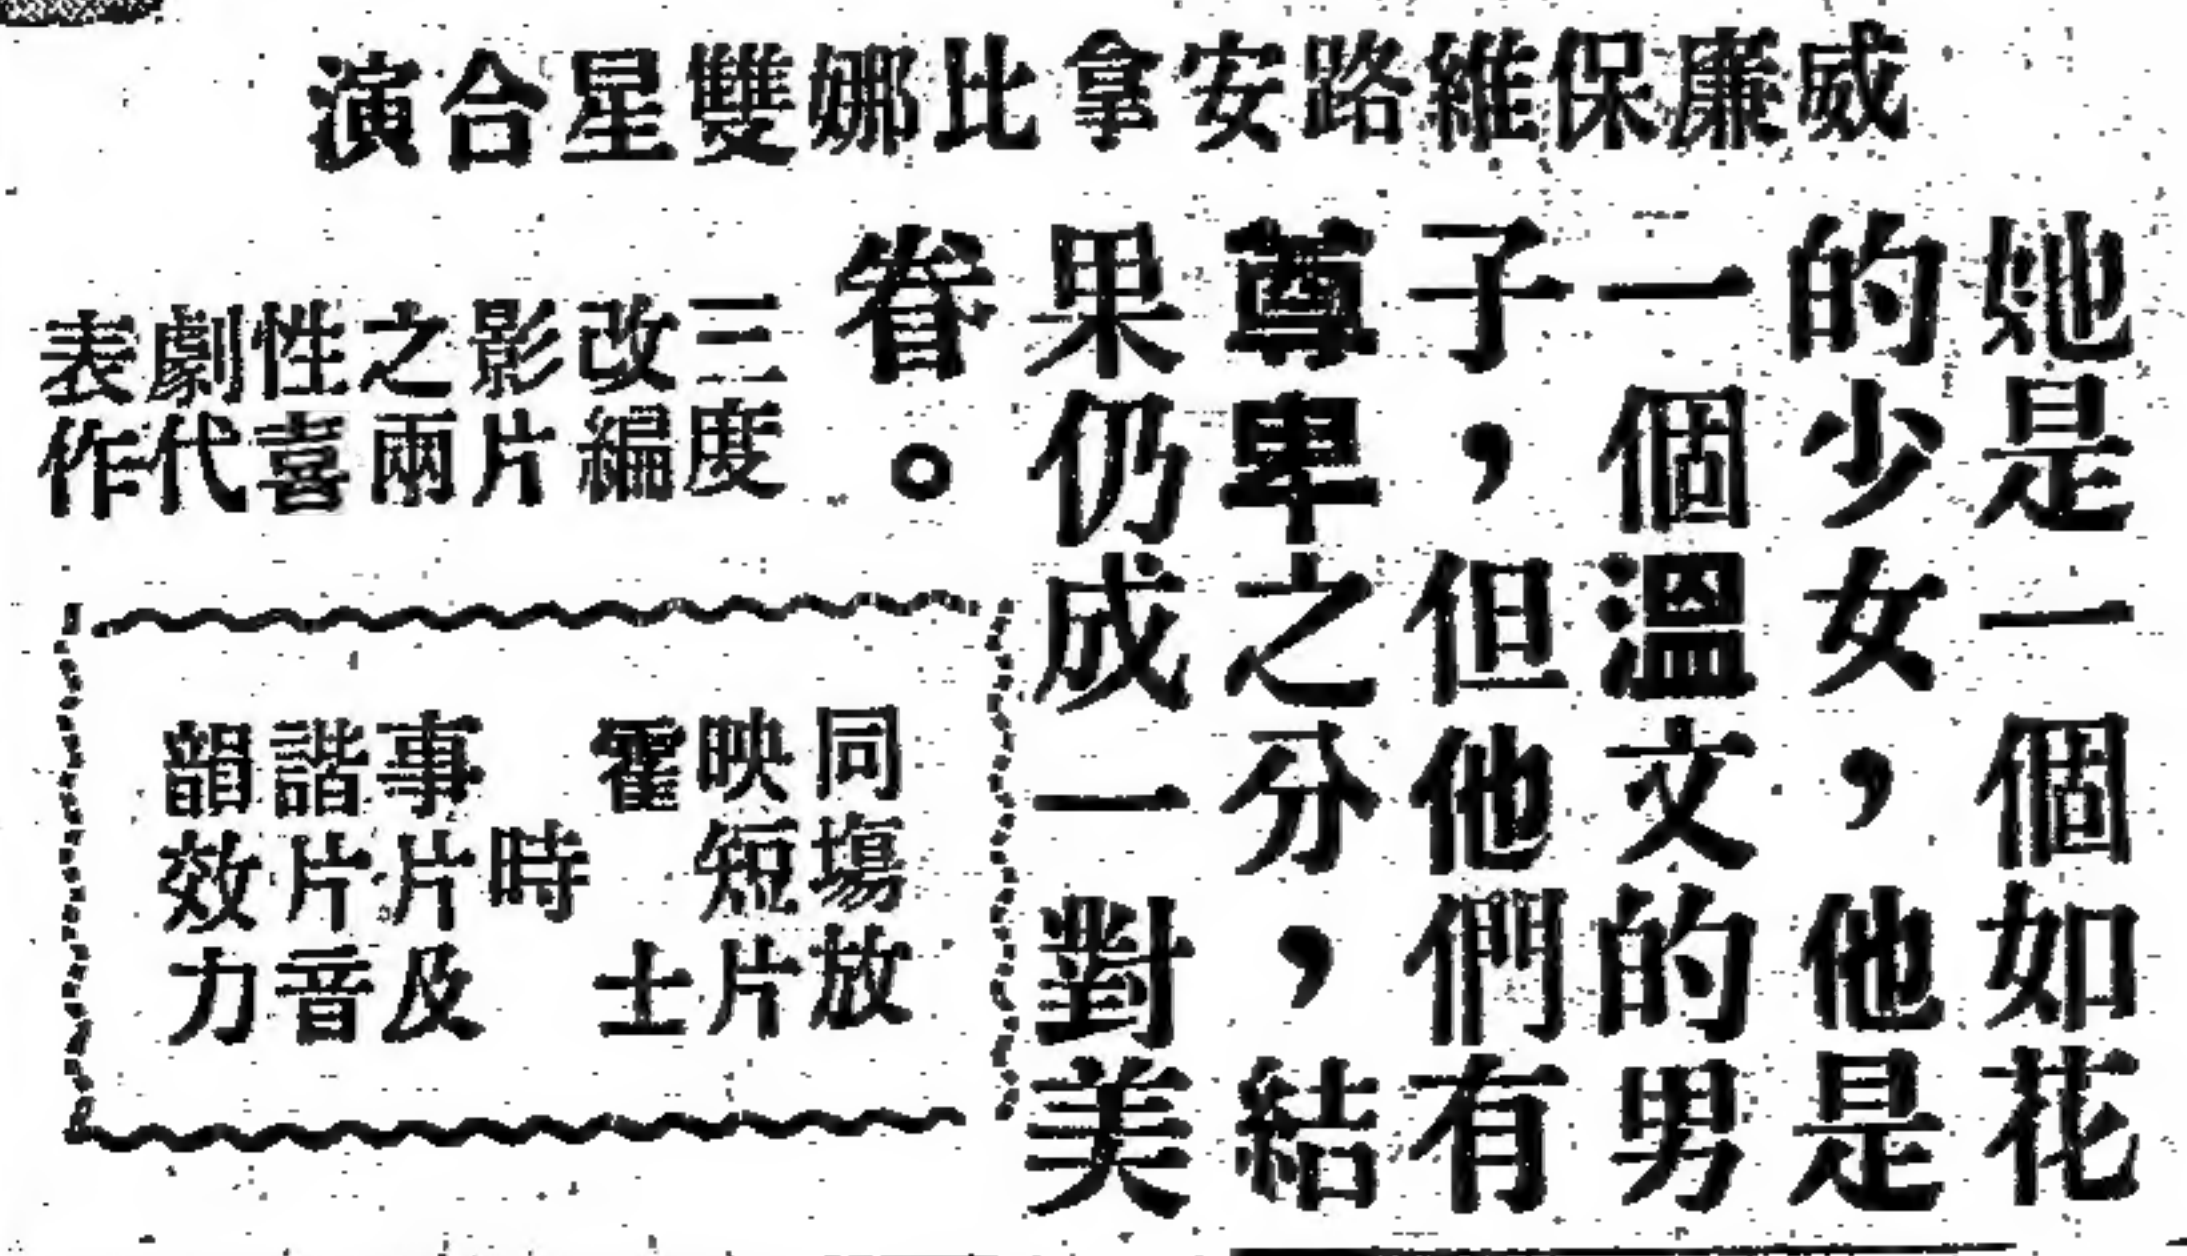 威廉保維路安拿比娜雙星合演
她是一個如花
的少女，他是
一個溫文的男
子，但他們有
尊卑之分，結
果仍成一對美
眷。
三度
改編
影片
之兩
性喜
劇代
表作
同場放
映短片
霍士
時
事片及
諧片音
韻效力